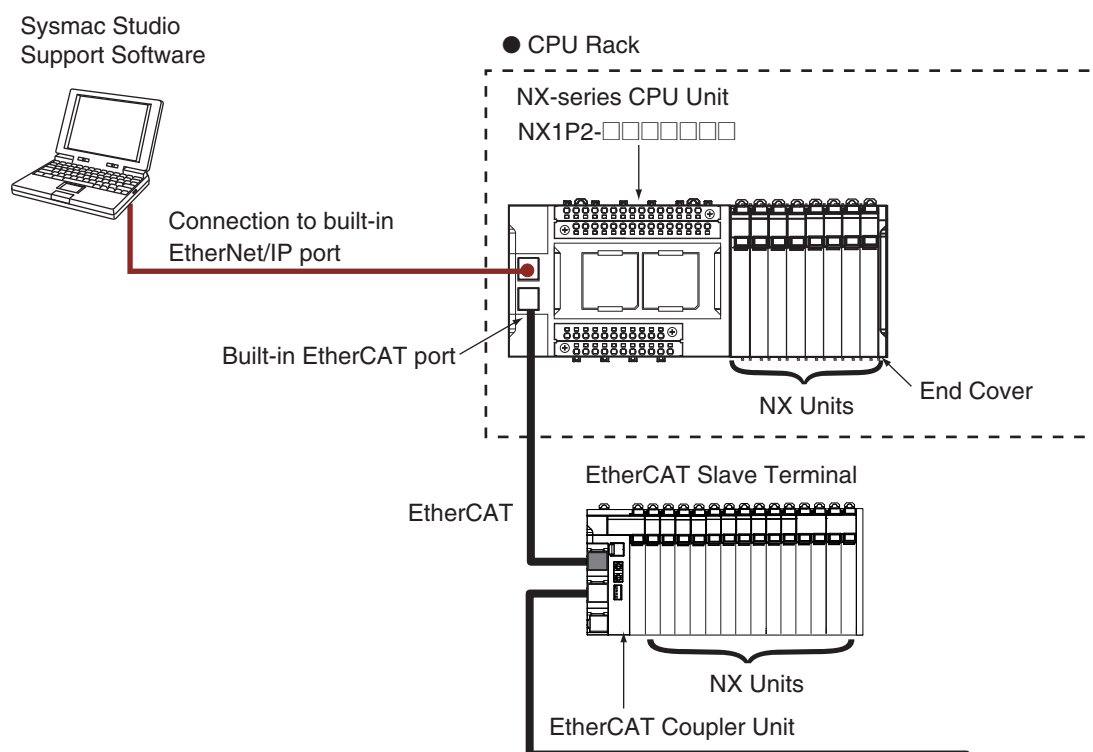 Sysmac Studio
Support Software
● CPU Rack
NX-series CPU Unit
NX1P2-□□□□□□□
Connection to built-in
EtherNet/IP port
Built-in EtherCAT port
End Cover
NX Units
EtherCAT Slave Terminal
EtherCAT
NX Units
EtherCAT Coupler Unit